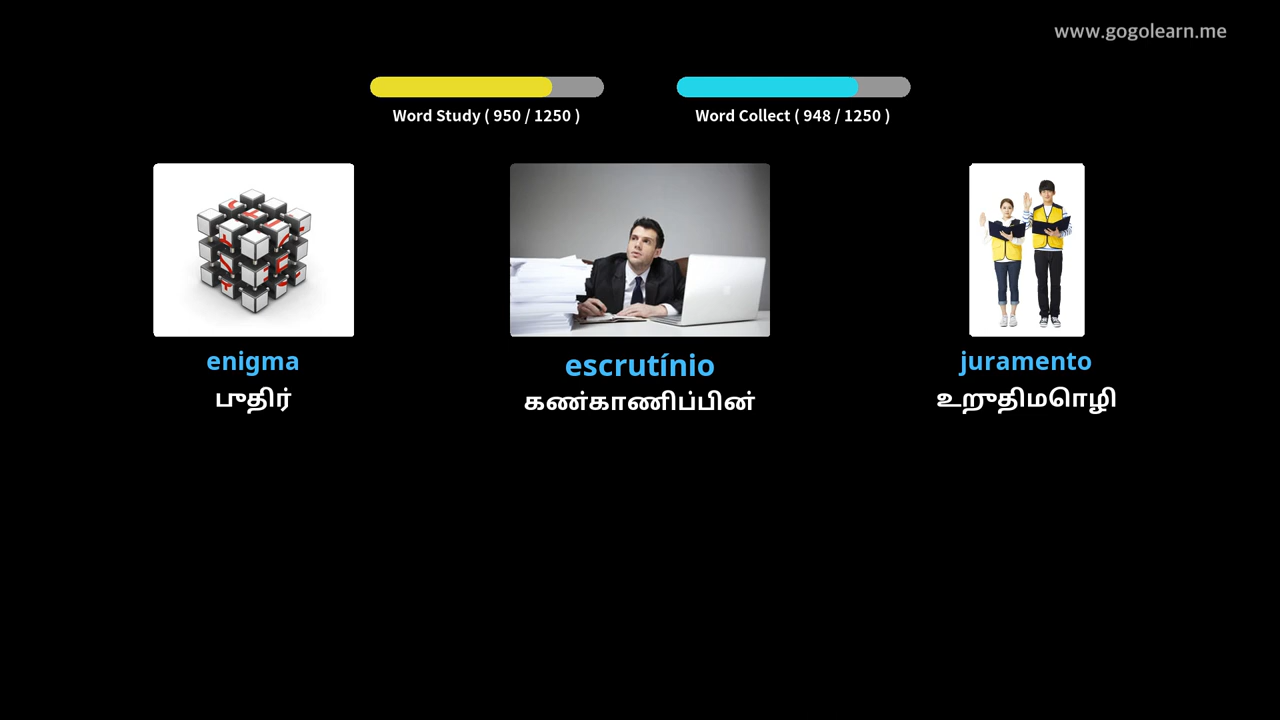 www.gogolearn.me
Word Study ( 950 / 1250 )
Word Collect ( 948 / 1250 )
enigma
புதிர்
escrutínio
கண்காணிப்பின்
juramento
உறுதிமொழி